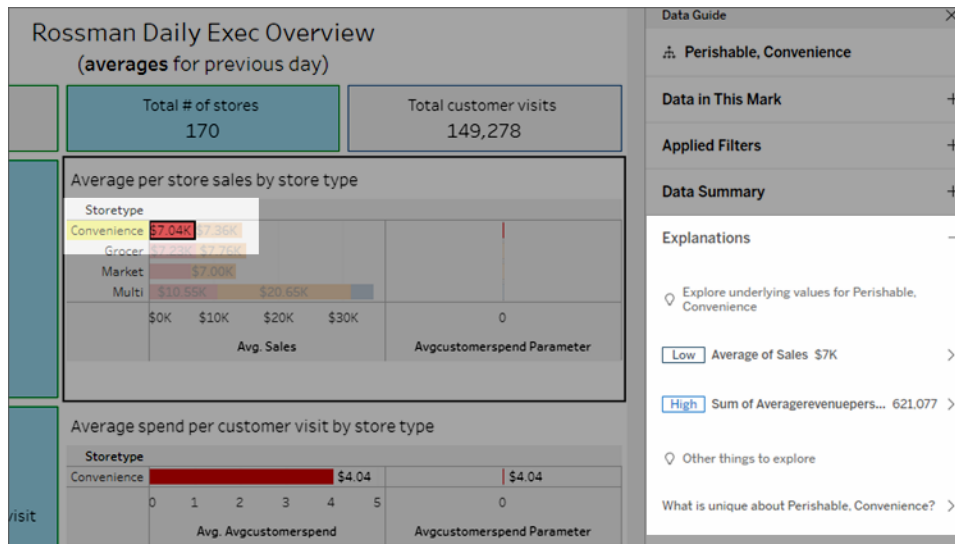 Rossman Daily Exec Overview
(averages for previous day)
Total # of stores
170
Total customer visits
149,278
Average per store sales by store type
Storetype
Convenience $7.04K $7.36K
Grocer $7.23K $7.76K
Market $7.00K
Multi $10.55K $20.65K
$0K $10K $20K $30K 0
Avg. Sales Avgcustomerspend Parameter
Average spend per customer visit by store type
Storetype
Convenience $4.04 $4.04
0 1 2 3 4 5 0
Avg. Avgcustomerspend Avgcustomerspend Parameter
visit
Data Guide
Perishable, Convenience
Data in This Mark
Applied Filters
Data Summary
Explanations
Explore underlying values for Perishable,
Convenience
Low Average of Sales $7K
High Sum of Averagerevenuepers... 621,077
Other things to explore
What is unique about Perishable, Convenience?